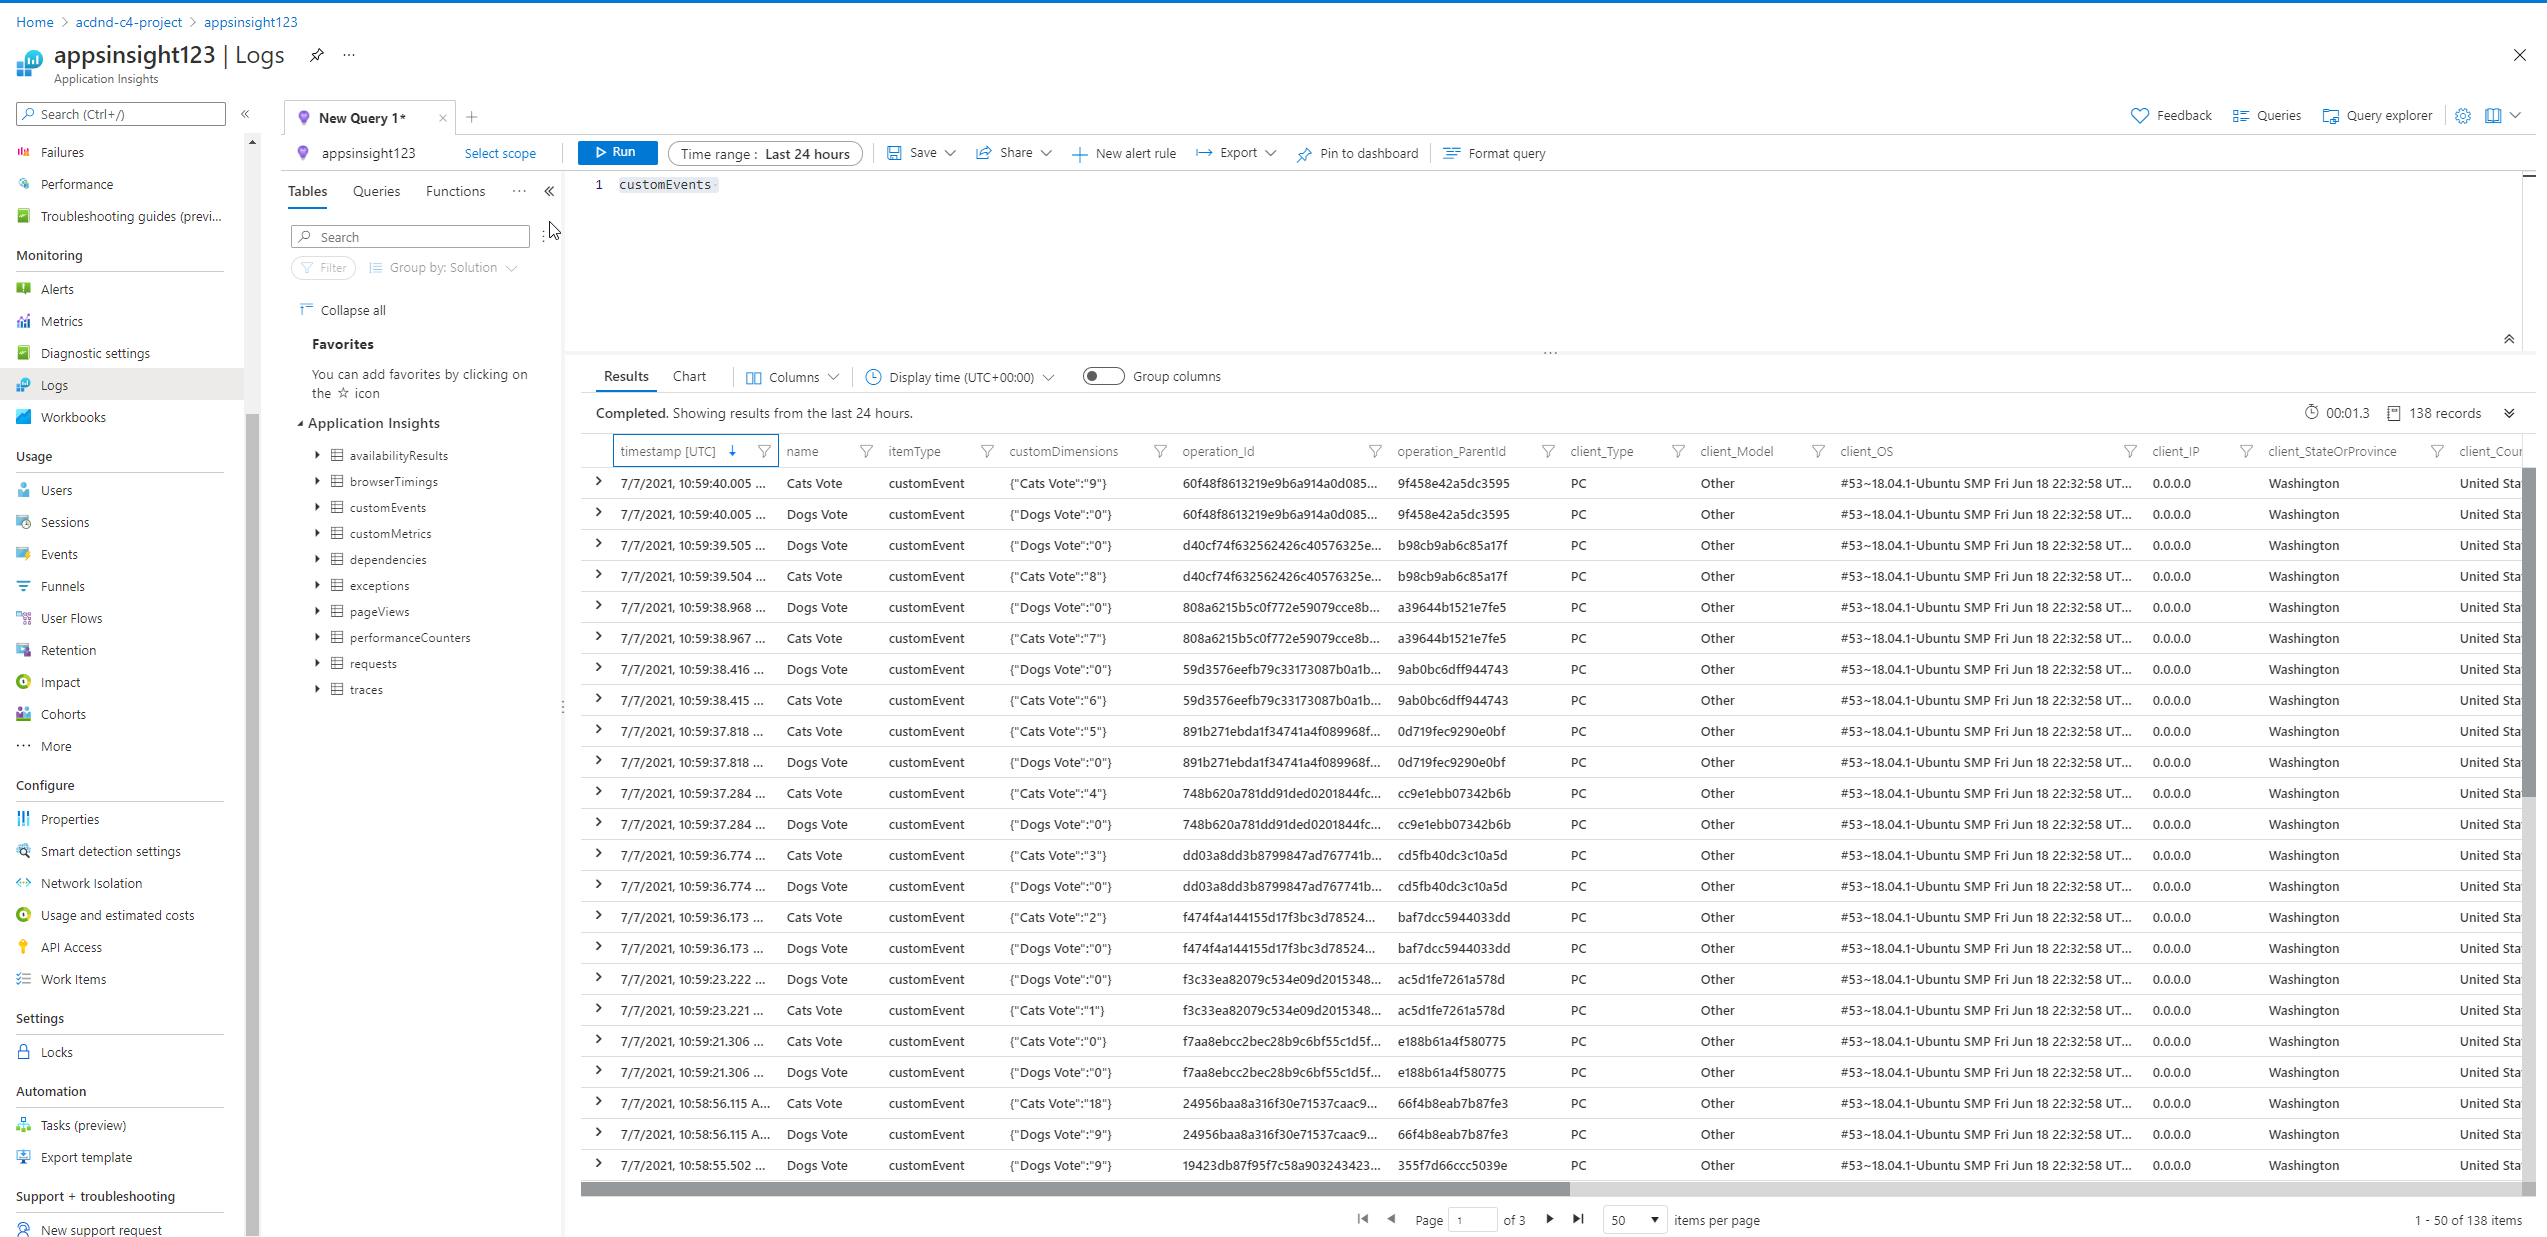 Home > acdnd-c4-project > appsinsight123
appsinsight123 | Logs
Application Insights
Search (Ctrl+/)
Failures
Performance
Troubleshooting guides (previ...
Monitoring
Alerts
Metrics
Diagnostic settings
Logs
Workbooks
Usage
Users
Sessions
Events
Funnels
User Flows
Retention
Impact
Cohorts
More
Configure
Properties
Smart detection settings
Network Isolation
Usage and estimated costs
API Access
Work Items
Settings
Locks
Automation
Tasks (preview)
Export template
Support + troubleshooting
New support request
New Query 1*
Feedback Queries Query explorer
appsinsight123 Select scope Run Time range : Last 24 hours Save Share New alert rule Export Pin to dashboard Format query
Tables Queries Functions
Search
Filter Group by: Solution
Collapse all
Favorites
You can add favorites by clicking on
the ☆ icon
Application Insights
availabilityResults
browserTimings
customEvents
customMetrics
dependencies
exceptions
pageViews
performanceCounters
requests
traces
1 customEvents
Results Chart Columns Display time (UTC+00:00) Group columns
Completed. Showing results from the last 24 hours. 00:01.3 138 records
timestamp [UTC] name itemType customDimensions operation_Id operation_ParentId client_Type client_Model client_OS client_IP client_StateOrProvince client_Cour
7/7/2021, 10:59:40.005 ... Cats Vote customEvent {"Cats Vote":"9"} 60f48f8613219e9b6a914a0d085... 9f458e42a5dc3595 PC Other #53~18.04.1-Ubuntu SMP Fri Jun 18 22:32:58 UT... 0.0.0.0 Washington United Sta
7/7/2021, 10:59:40.005 ... Dogs Vote customEvent {"Dogs Vote":"0"} 60f48f8613219e9b6a914a0d085... 9f458e42a5dc3595 PC Other #53~18.04.1-Ubuntu SMP Fri Jun 18 22:32:58 UT... 0.0.0.0 Washington United Sta
7/7/2021, 10:59:39.505 ... Dogs Vote customEvent {"Dogs Vote":"0"} d40cf74f632562426c40576325e... b98cb9ab6c85a17f PC Other #53~18.04.1-Ubuntu SMP Fri Jun 18 22:32:58 UT... 0.0.0.0 Washington United Sta
7/7/2021, 10:59:39.504 ... Cats Vote customEvent {"Cats Vote":"8"} d40cf74f632562426c40576325e... b98cb9ab6c85a17f PC Other #53~18.04.1-Ubuntu SMP Fri Jun 18 22:32:58 UT... 0.0.0.0 Washington United Sta
7/7/2021, 10:59:38.968 ... Dogs Vote customEvent {"Dogs Vote":"0"} 808a6215b5c0f772e59079cce8b... a39644b1521e7fe5 PC Other #53~18.04.1-Ubuntu SMP Fri Jun 18 22:32:58 UT... 0.0.0.0 Washington United Sta
7/7/2021, 10:59:38.967 ... Cats Vote customEvent {"Cats Vote":"7"} 808a6215b5c0f772e59079cce8b... a39644b1521e7fe5 PC Other #53~18.04.1-Ubuntu SMP Fri Jun 18 22:32:58 UT... 0.0.0.0 Washington United Sta
7/7/2021, 10:59:38.416 ... Dogs Vote customEvent {"Dogs Vote":"0"} 59d3576eefb79c33173087b0a1b... 9ab0bc6dff944743 PC Other #53~18.04.1-Ubuntu SMP Fri Jun 18 22:32:58 UT... 0.0.0.0 Washington United Sta
7/7/2021, 10:59:38.415 ... Cats Vote customEvent {"Cats Vote":"6"} 59d3576eefb79c33173087b0a1b... 9ab0bc6dff944743 PC Other #53~18.04.1-Ubuntu SMP Fri Jun 18 22:32:58 UT... 0.0.0.0 Washington United Sta
7/7/2021, 10:59:37.818 ... Cats Vote customEvent {"Cats Vote":"5"} 891b271ebda1f34741a4f089968f... 0d719fec9290e0bf PC Other #53~18.04.1-Ubuntu SMP Fri Jun 18 22:32:58 UT... 0.0.0.0 Washington United Sta
7/7/2021, 10:59:37.818 ... Dogs Vote customEvent {"Dogs Vote":"0"} 891b271ebda1f34741a4f089968f... 0d719fec9290e0bf PC Other #53~18.04.1-Ubuntu SMP Fri Jun 18 22:32:58 UT... 0.0.0.0 Washington United Sta
7/7/2021, 10:59:37.284 ... Cats Vote customEvent {"Cats Vote":"4"} 748b620a781dd91ded0201844fc... cc9e1ebb07342b6b PC Other #53~18.04.1-Ubuntu SMP Fri Jun 18 22:32:58 UT... 0.0.0.0 Washington United Sta
7/7/2021, 10:59:37.284 ... Dogs Vote customEvent {"Dogs Vote":"0"} 748b620a781dd91ded0201844fc... cc9e1ebb07342b6b PC Other #53~18.04.1-Ubuntu SMP Fri Jun 18 22:32:58 UT... 0.0.0.0 Washington United Sta
7/7/2021, 10:59:36.774 ... Cats Vote customEvent {"Cats Vote":"3"} dd03a8dd3b8799847ad767741b... cd5fb40dc3c10a5d PC Other #53~18.04.1-Ubuntu SMP Fri Jun 18 22:32:58 UT... 0.0.0.0 Washington United Sta
7/7/2021, 10:59:36.774 ... Dogs Vote customEvent {"Dogs Vote":"0"} dd03a8dd3b8799847ad767741b... cd5fb40dc3c10a5d PC Other #53~18.04.1-Ubuntu SMP Fri Jun 18 22:32:58 UT... 0.0.0.0 Washington United Sta
7/7/2021, 10:59:36.173 ... Cats Vote customEvent {"Cats Vote":"2"} f474f4a144155d17f3bc3d78524... baf7dcc5944033dd PC Other #53~18.04.1-Ubuntu SMP Fri Jun 18 22:32:58 UT... 0.0.0.0 Washington United Sta
7/7/2021, 10:59:36.173 ... Dogs Vote customEvent {"Dogs Vote":"0"} f474f4a144155d17f3bc3d78524... baf7dcc5944033dd PC Other #53~18.04.1-Ubuntu SMP Fri Jun 18 22:32:58 UT... 0.0.0.0 Washington United Sta
7/7/2021, 10:59:23.222 ... Dogs Vote customEvent {"Dogs Vote":"0"} f3c33ea82079c534e09d2015348... ac5d1fe7261a578d PC Other #53~18.04.1-Ubuntu SMP Fri Jun 18 22:32:58 UT... 0.0.0.0 Washington United Sta
7/7/2021, 10:59:23.221 ... Cats Vote customEvent {"Cats Vote":"1"} f3c33ea82079c534e09d2015348... ac5d1fe7261a578d PC Other #53~18.04.1-Ubuntu SMP Fri Jun 18 22:32:58 UT... 0.0.0.0 Washington United Sta
7/7/2021, 10:59:21.306 ... Cats Vote customEvent {"Cats Vote":"0"} f7aa8ebcc2bec28b9c6bf55c1d5f... e188b61a4f580775 PC Other #53~18.04.1-Ubuntu SMP Fri Jun 18 22:32:58 UT... 0.0.0.0 Washington United Sta
7/7/2021, 10:59:21.306 ... Dogs Vote customEvent {"Dogs Vote":"0"} f7aa8ebcc2bec28b9c6bf55c1d5f... e188b61a4f580775 PC Other #53~18.04.1-Ubuntu SMP Fri Jun 18 22:32:58 UT... 0.0.0.0 Washington United Sta
7/7/2021, 10:58:56.115 A... Cats Vote customEvent {"Cats Vote":"18"} 24956baa8a316f30e71537caac9... 66f4b8eab7b87fe3 PC Other #53~18.04.1-Ubuntu SMP Fri Jun 18 22:32:58 UT... 0.0.0.0 Washington United Sta
7/7/2021, 10:58:56.115 A... Dogs Vote customEvent {"Dogs Vote":"9"} 24956baa8a316f30e71537caac9... 66f4b8eab7b87fe3 PC Other #53~18.04.1-Ubuntu SMP Fri Jun 18 22:32:58 UT... 0.0.0.0 Washington United Sta
7/7/2021, 10:58:55.502 ... Dogs Vote customEvent {"Dogs Vote":"9"} 19423db87f95f7c58a903243423... 355f7d66ccc5039e PC Other #53~18.04.1-Ubuntu SMP Fri Jun 18 22:32:58 UT... 0.0.0.0 Washington United Sta
Page 1 of 3 50 items per page 1 - 50 of 138 items